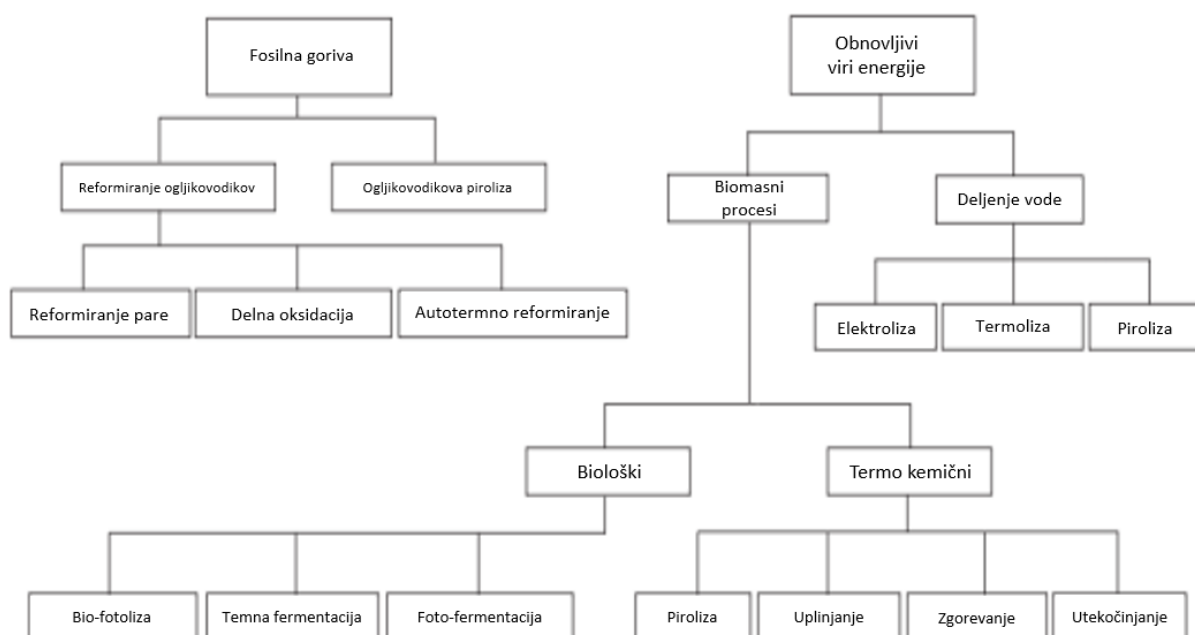 Fosilna goriva
Obnovljivi
viri energije
Reformiranje ogljikovodikov
Ogljikovodikova piroliza
Biomasni
procesi
Deljenje vode
Reformiranje pare
Delna oksidacija
Autotermno reformiranje
Elektroliza
Termoliza
Piroliza
Biološki
Termo kemični
Bio-fotoliza
Temna fermentacija
Foto-fermentacija
Piroliza
Uplinjanje
Zgorevanje
Utekočinjanje